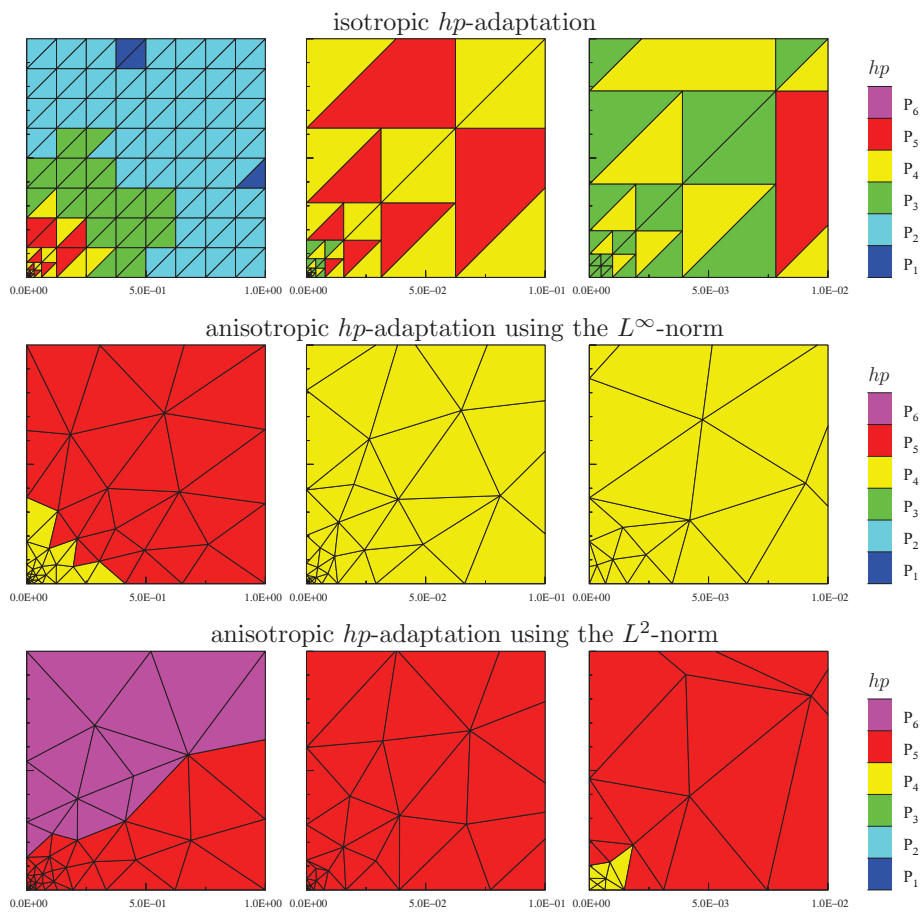 isotropic hp-adaptation
hp
P₆
P₅
P₄
P₃
P₂
P₁
0.0E+00 5.0E−01 1.0E+00 0.0E+00 5.0E−02 1.0E−01 0.0E+00 5.0E−03 1.0E−02
anisotropic hp-adaptation using the L∞-norm
hp
P₆
P₅
P₄
P₃
P₂
P₁
0.0E+00 5.0E−01 1.0E+00 0.0E+00 5.0E−02 1.0E−01 0.0E+00 5.0E−03 1.0E−02
anisotropic hp-adaptation using the L²-norm
hp
P₆
P₅
P₄
P₃
P₂
P₁
0.0E+00 5.0E−01 1.0E+00 0.0E+00 5.0E−02 1.0E−01 0.0E+00 5.0E−03 1.0E−02